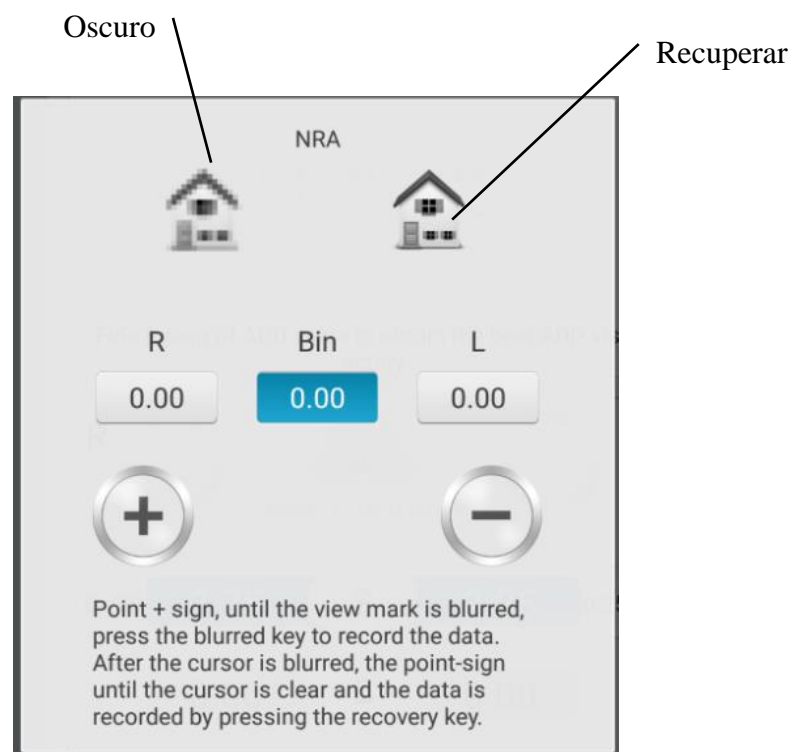 Oscuro
Recuperar
NRA
R Bin L
0.00 0.00 0.00
+ −
Point + sign, until the view mark is blurred,
press the blurred key to record the data.
After the cursor is blurred, the point-sign
until the cursor is clear and the data is
recorded by pressing the recovery key.